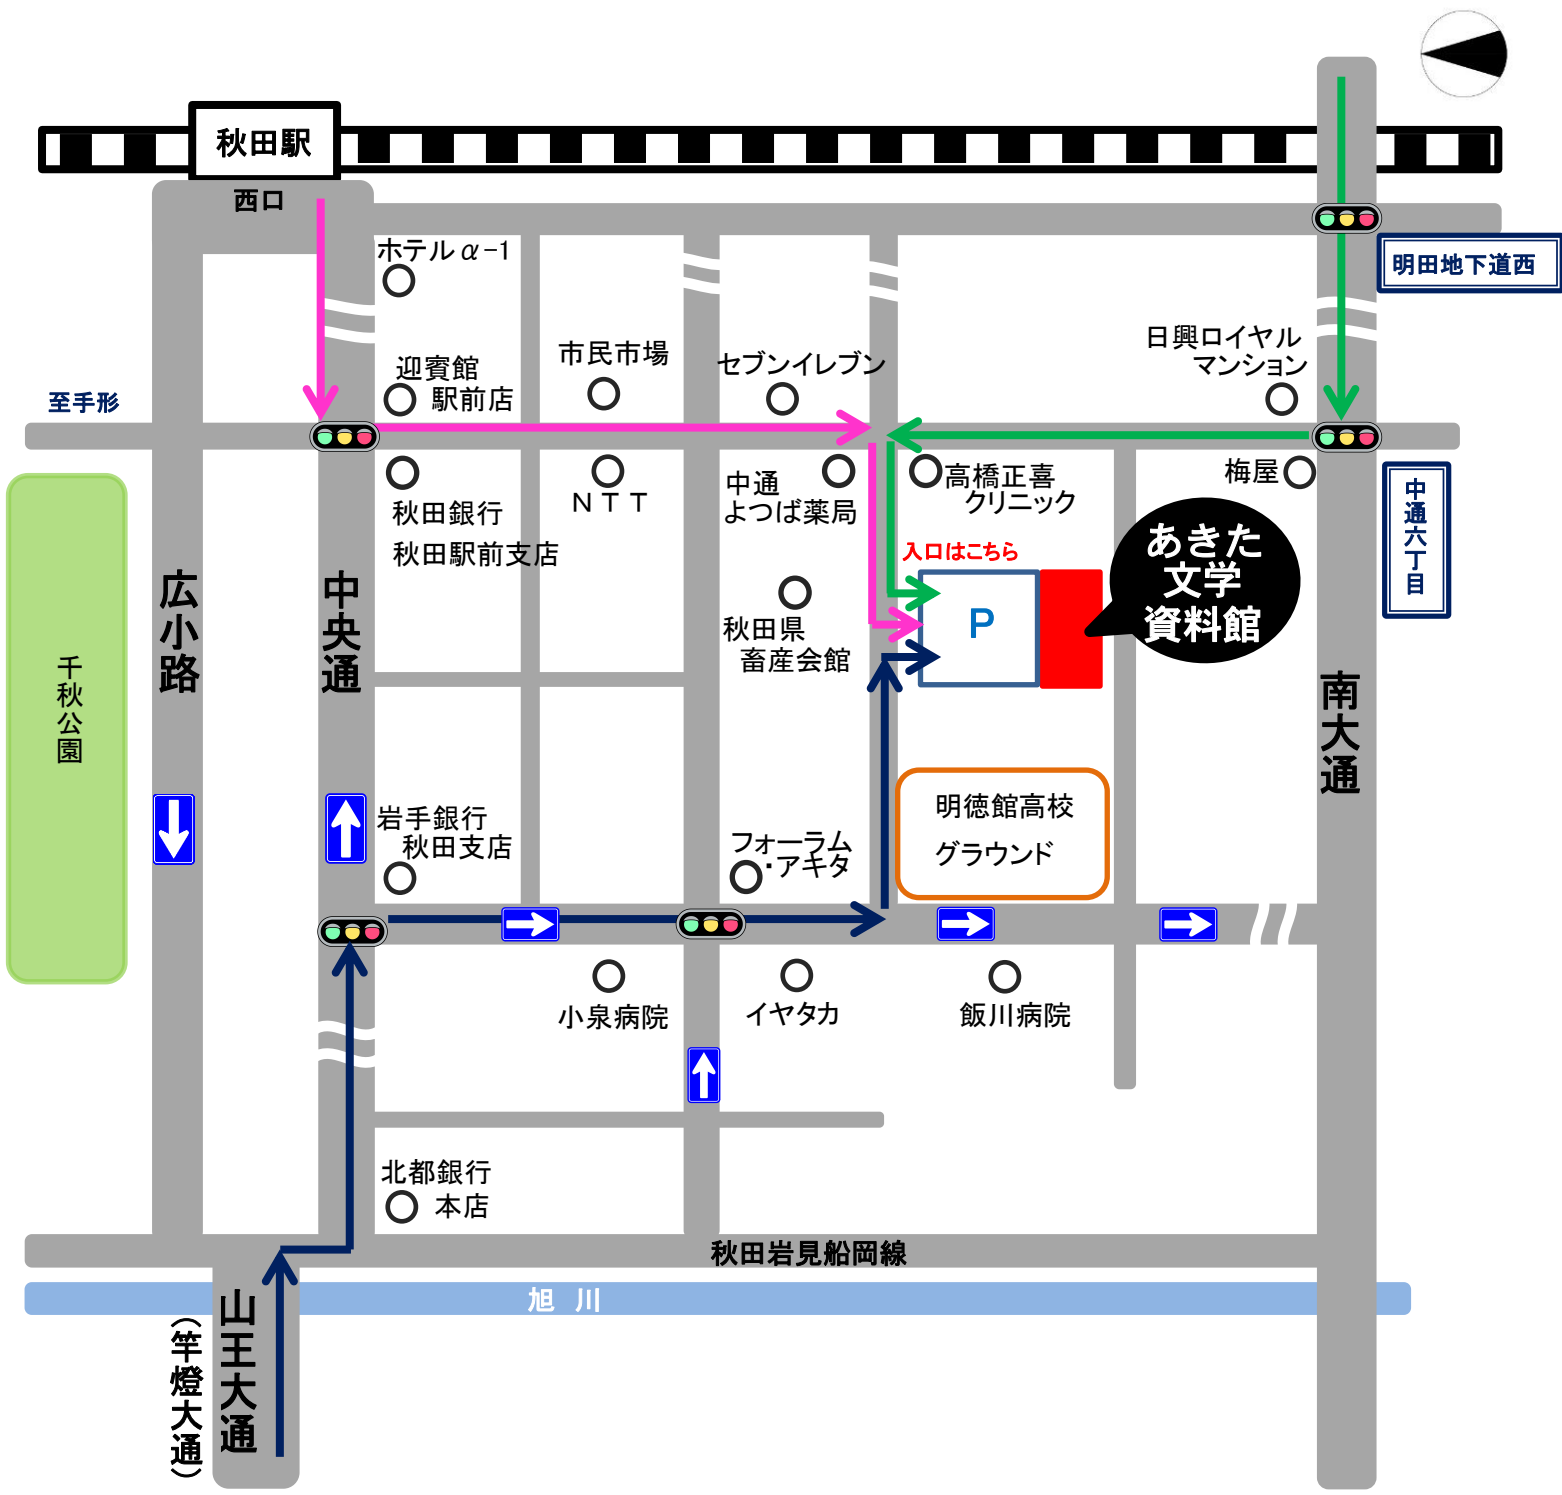 秋田駅
西口
明田地下道西
ホテルα-1
日興ロイヤル
マンション
市民市場
セブンイレブン
迎賓館
駅前店
至手形
梅屋
中通六丁目
高橋正喜
クリニック
中通
よつば薬局
NTT
秋田銀行
秋田駅前支店
入口はこちら
あきた
文学
資料館
P
広小路
中央通
秋田県
畜産会館
千秋公園
南大通
明徳館高校
グラウンド
岩手銀行
秋田支店
フォーラム
・アキタ
小泉病院
イヤタカ
飯川病院
北都銀行
本店
秋田岩見船岡線
旭 川
山王大通
(竿燈大通)